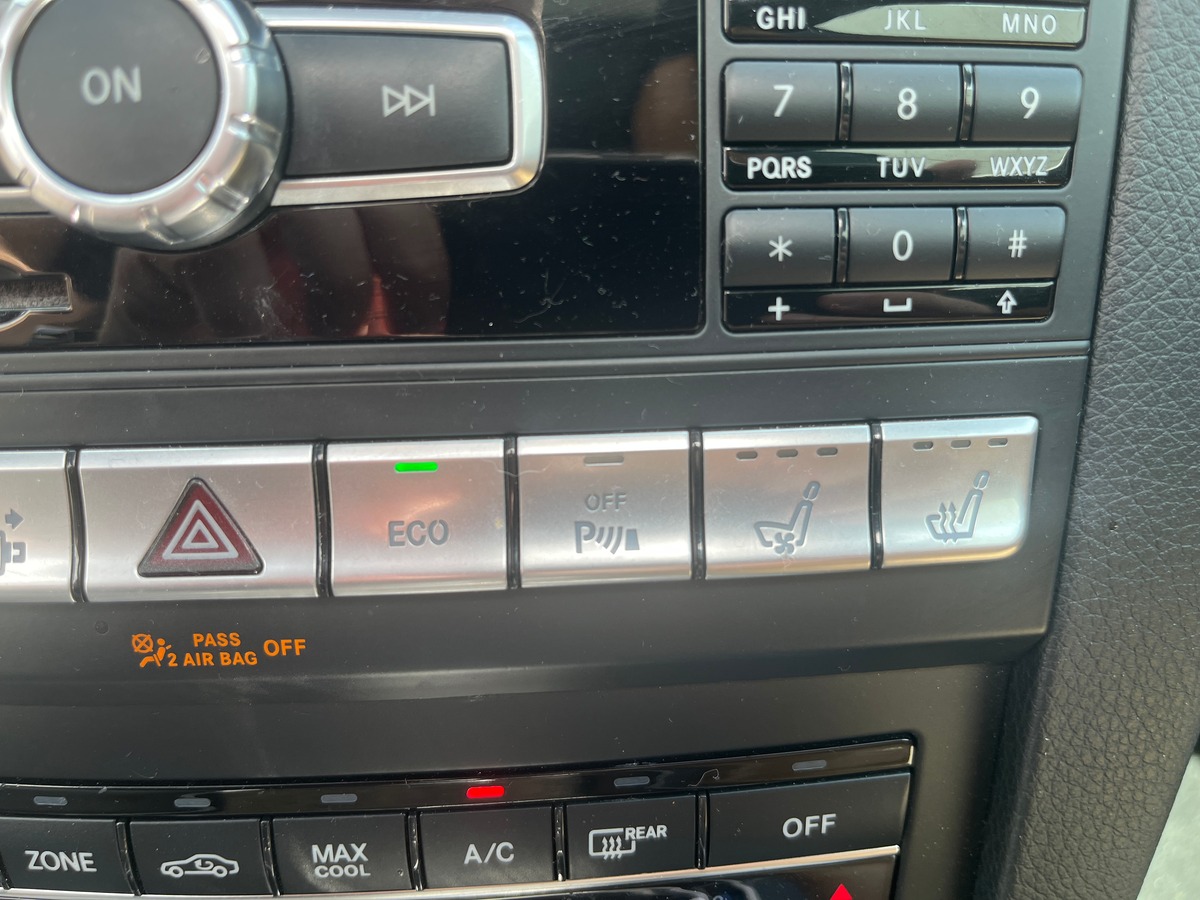 GHI JKL MNO
ON
7 8 9
PQRS TUV WXYZ
* 0 #
+
ECO
OFF
P
PASS
2 AIR BAG OFF
ZONE
MAX
COOL
A/C
REAR
OFF